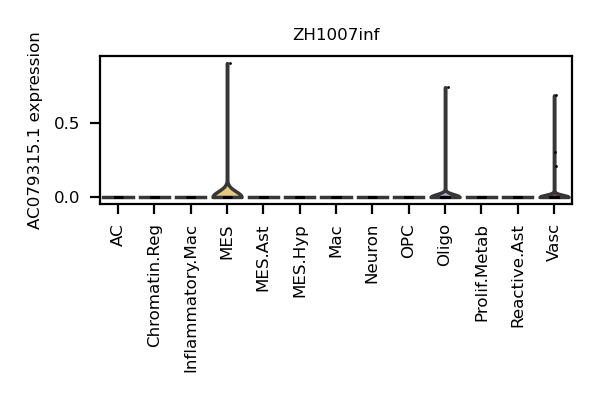 ZH1007inf
AC079315.1 expression
0.5
0.0
AC
Chromatin.Reg
Inflammatory.Mac
MES
MES.Ast
MES.Hyp
Mac
Neuron
OPC
Oligo
Prolif.Metab
Reactive.Ast
Vasc